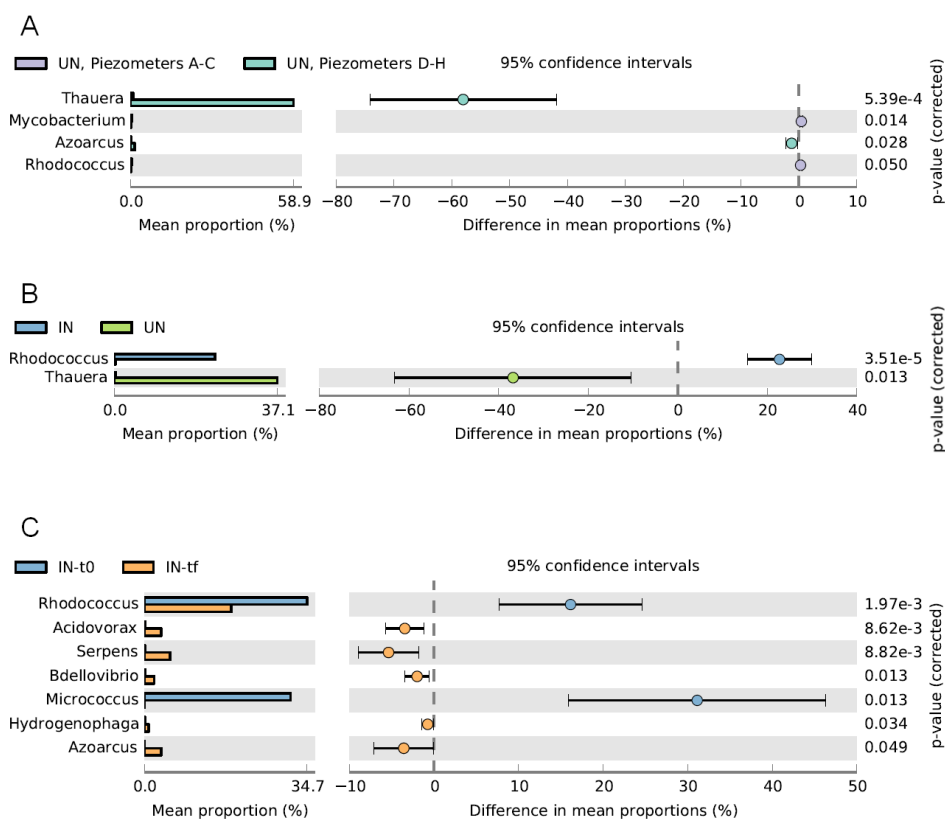 A
UN, Piezometers A-C UN, Piezometers D-H 95% confidence intervals
Thauera 5.39e-4
Mycobacterium 0.014
Azoarcus 0.028
Rhodococcus 0.050
p-value (corrected)
0.0 58.9 −80 −70 −60 −50 −40 −30 −20 −10 0 10
Mean proportion (%) Difference in mean proportions (%)
B
IN UN 95% confidence intervals
Rhodococcus 3.51e-5
Thauera 0.013
p-value (corrected)
0.0 37.1 −80 −60 −40 −20 0 20 40
Mean proportion (%) Difference in mean proportions (%)
C
IN-t0 IN-tf 95% confidence intervals
Rhodococcus 1.97e-3
Acidovorax 8.62e-3
Serpens 8.82e-3
Bdellovibrio 0.013
Micrococcus 0.013
Hydrogenophaga 0.034
Azoarcus 0.049
p-value (corrected)
0.0 34.7 −10 0 10 20 30 40 50
Mean proportion (%) Difference in mean proportions (%)